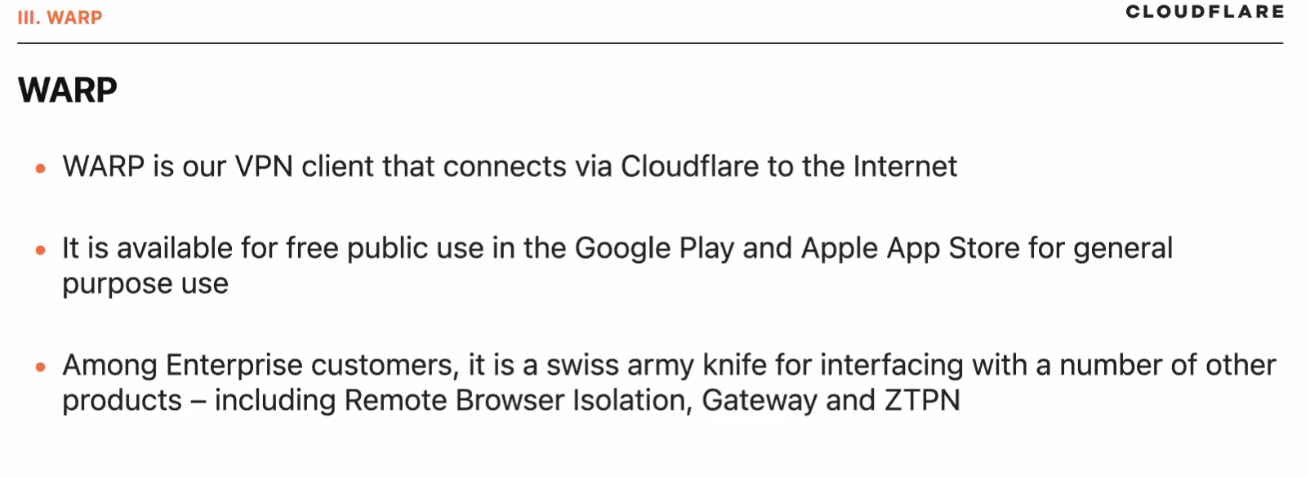 III. WARP
CLOUDFLARE
WARP
• WARP is our VPN client that connects via Cloudflare to the Internet
• It is available for free public use in the Google Play and Apple App Store for general
purpose use
• Among Enterprise customers, it is a swiss army knife for interfacing with a number of other
products – including Remote Browser Isolation, Gateway and ZTPN